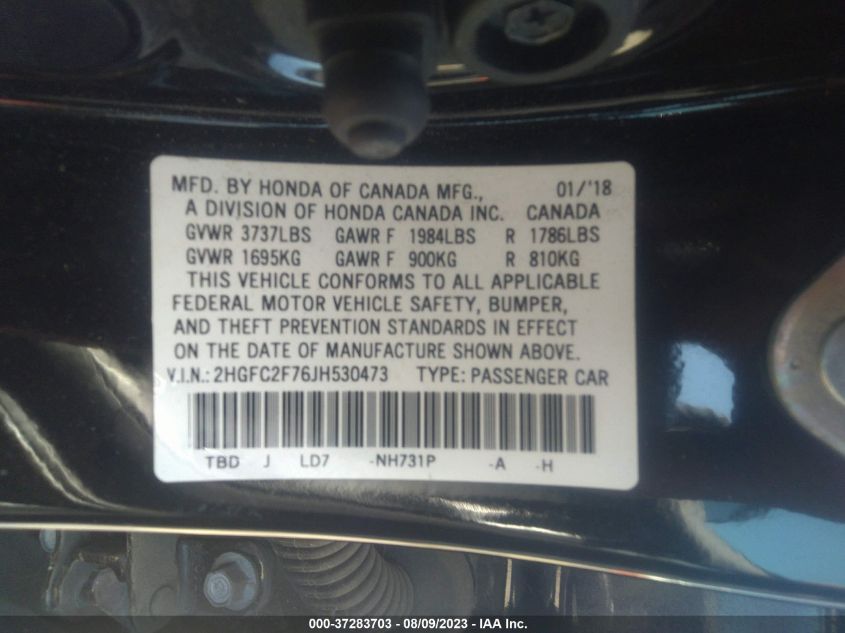 MFD. BY HONDA OF CANADA MFG., 01/'18
A DIVISION OF HONDA CANADA INC. CANADA
GVWR 3737LBS GAWR F 1984LBS R 1786LBS
GVWR 1695KG GAWR F 900KG R 810KG
THIS VEHICLE CONFORMS TO ALL APPLICABLE
FEDERAL MOTOR VEHICLE SAFETY, BUMPER,
AND THEFT PREVENTION STANDARDS IN EFFECT
ON THE DATE OF MANUFACTURE SHOWN ABOVE.
V.I.N.: 2HGFC2F76JH530473 TYPE: PASSENGER CAR
TBD J LD7 -NH731P -A -H
000-37283703 - 08/09/2023 - IAA Inc.